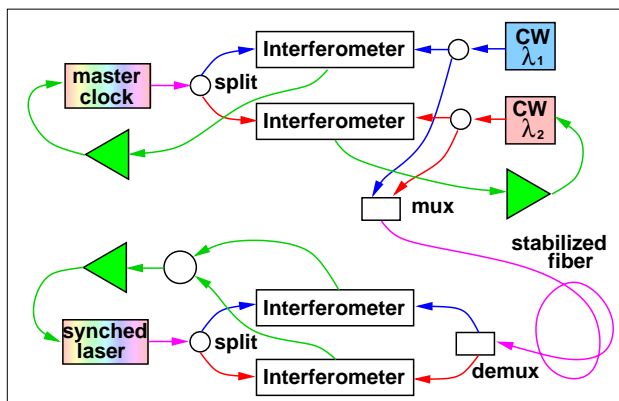 Interferometer
CW
λ1
master
clock
split
Interferometer
CW
λ2
mux
stabilized
fiber
Interferometer
synched
laser
split
demux
Interferometer